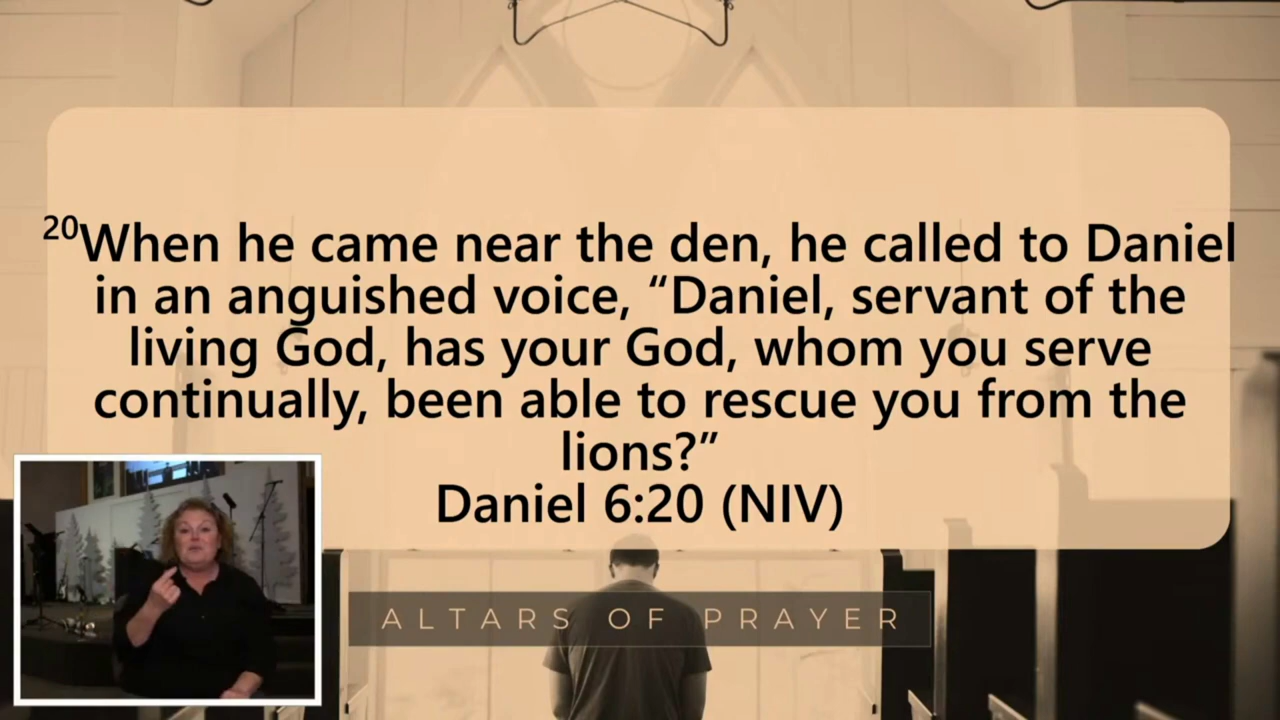 20When he came near the den, he called to Daniel
in an anguished voice, “Daniel, servant of the
living God, has your God, whom you serve
continually, been able to rescue you from the
lions?”
Daniel 6:20 (NIV)
ALTARS OF PRAYER